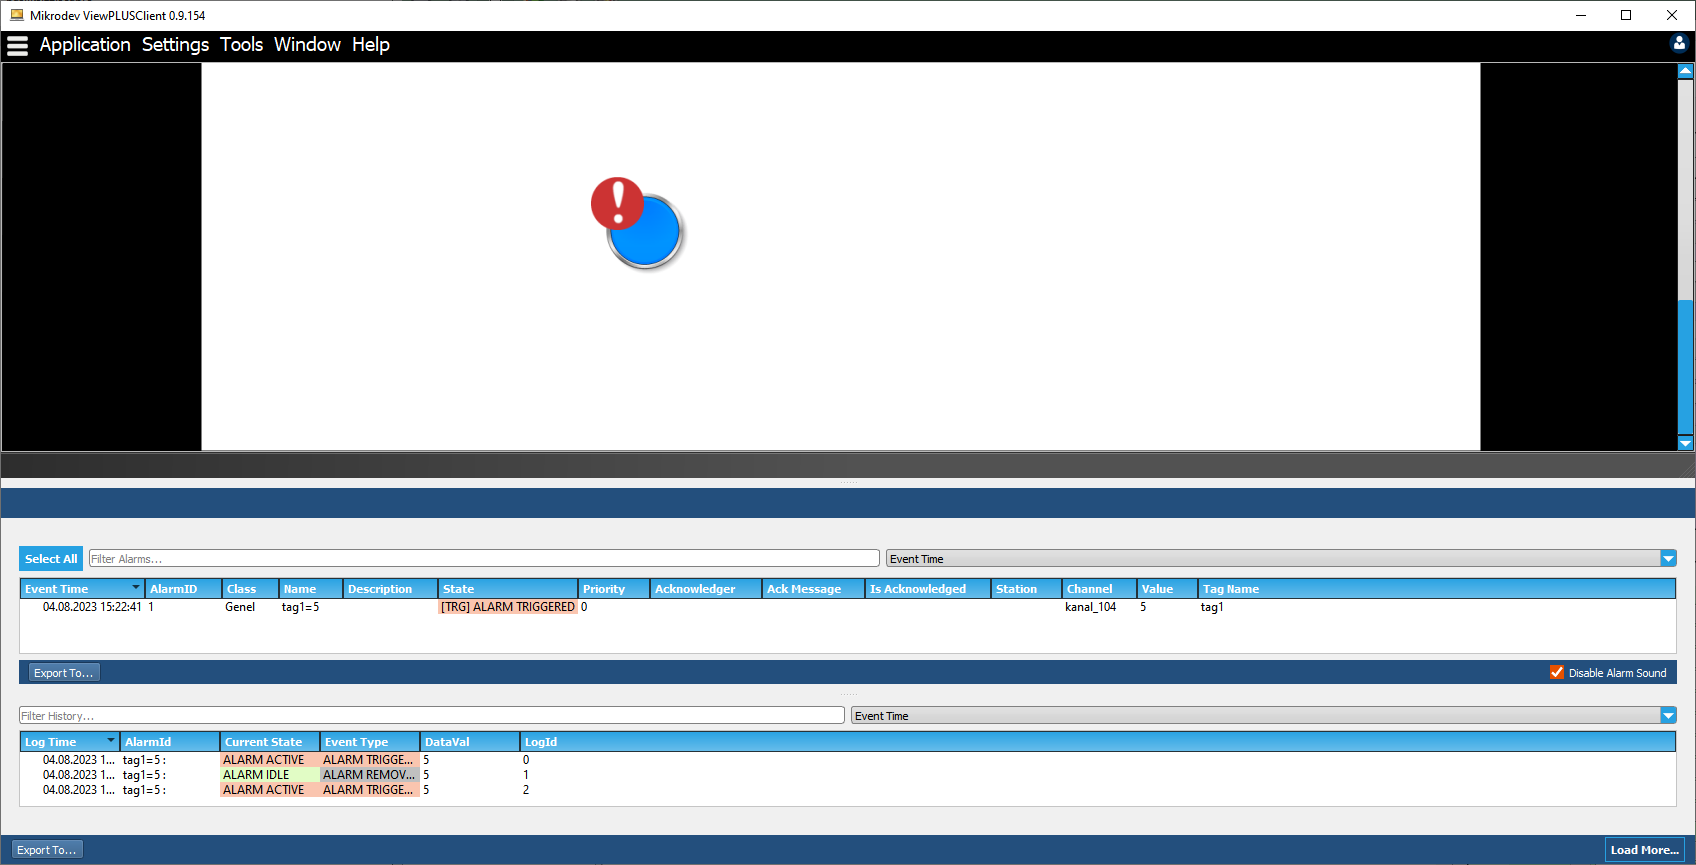 Mikrodev ViewPLUSClient 0.9.154
Application Settings Tools Window Help
Select All Filter Alarms... Event Time
Event Time AlarmID Class Name Description State Priority Acknowledger Ack Message Is Acknowledged Station Channel Value Tag Name
04.08.2023 15:22:41 1 Genel tag1=5 [TRG] ALARM TRIGGERED 0 kanal_104 5 tag1
Export To... Disable Alarm Sound
Filter History... Event Time
Log Time AlarmId Current State Event Type DataVal LogId
04.08.2023 1... tag1=5 : ALARM ACTIVE ALARM TRIGGE... 5 0
04.08.2023 1... tag1=5 : ALARM IDLE ALARM REMOV... 5 1
04.08.2023 1... tag1=5 : ALARM ACTIVE ALARM TRIGGE... 5 2
Export To... Load More...